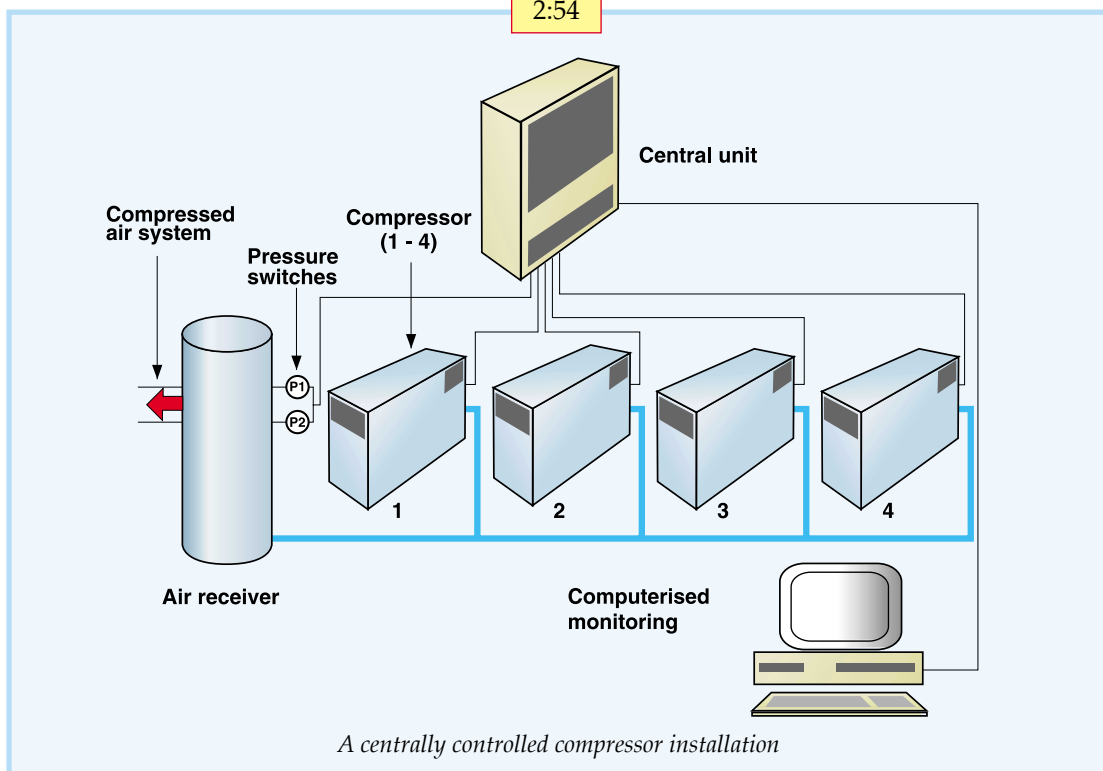 2:54
Central unit
Compressed
air system
Compressor
(1 - 4)
Pressure
switches
P1
P2
1
2
3
4
Air receiver
Computerised
monitoring
A centrally controlled compressor installation